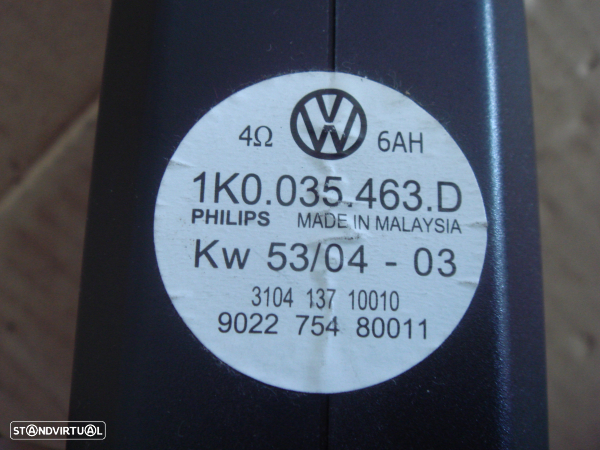 4Ω VW 6AH
1K0.035.463.D
PHILIPS MADE IN MALAYSIA
Kw 53/04 - 03
3104 137 10010
9022 754 80011
STANDVIRTUAL